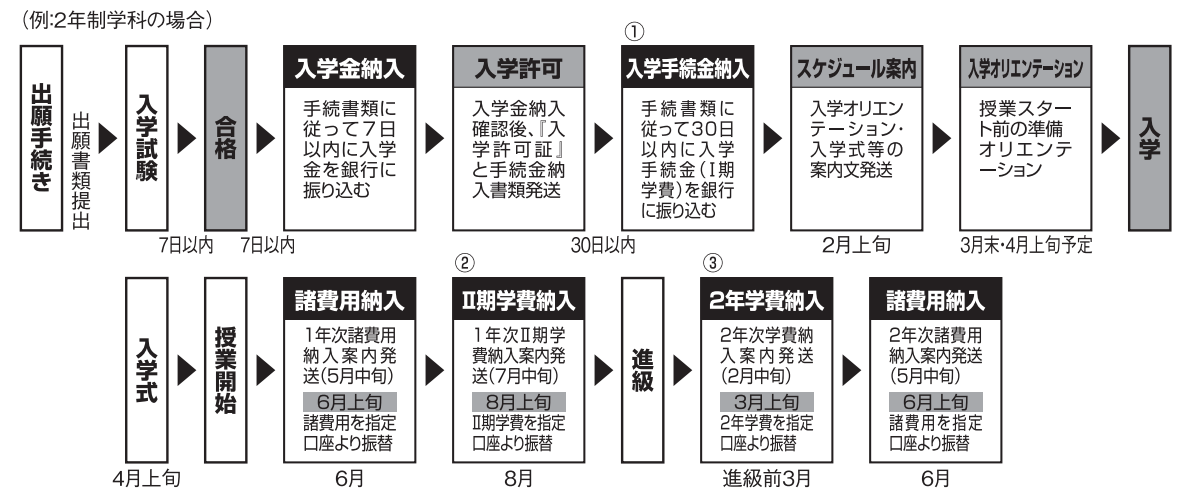 (例:2年制学科の場合)
出願手続き
出願書類提出
入学試験
7日以内
合格
7日以内
入学金納入
手続書類に
従って7日
以内に入学
金を銀行に
振り込む
入学許可
入学金納入
確認後、『入
学許可証』
と手続金納
入書類発送
30日以内
①
入学手続金納入
手続書類に
従って30日
以内に入学
手続金(Ⅰ期
学費)を銀行
に振り込む
スケジュール案内
入学オリエン
テーション・
入学式等の
案内文発送
2月上旬
入学オリエンテーション
授業スター
ト前の準備
オリエンテ
ーション
3月末・4月上旬予定
入学
入学式
4月上旬
授業開始
諸費用納入
1年次諸費用
納入案内発
送(5月中旬)
6月上旬
諸費用を指定
口座より振替
6月
②
Ⅱ期学費納入
1年次Ⅱ期学
費納入案内発
送(7月中旬)
8月上旬
Ⅱ期学費を指定
口座より振替
8月
進級
③
2年学費納入
2年次学費納
入案内発送
(2月中旬)
3月上旬
2年学費を指定
口座より振替
進級前3月
諸費用納入
2年次諸費用
納入案内発送
(5月中旬)
6月上旬
諸費用を指定
口座より振替
6月